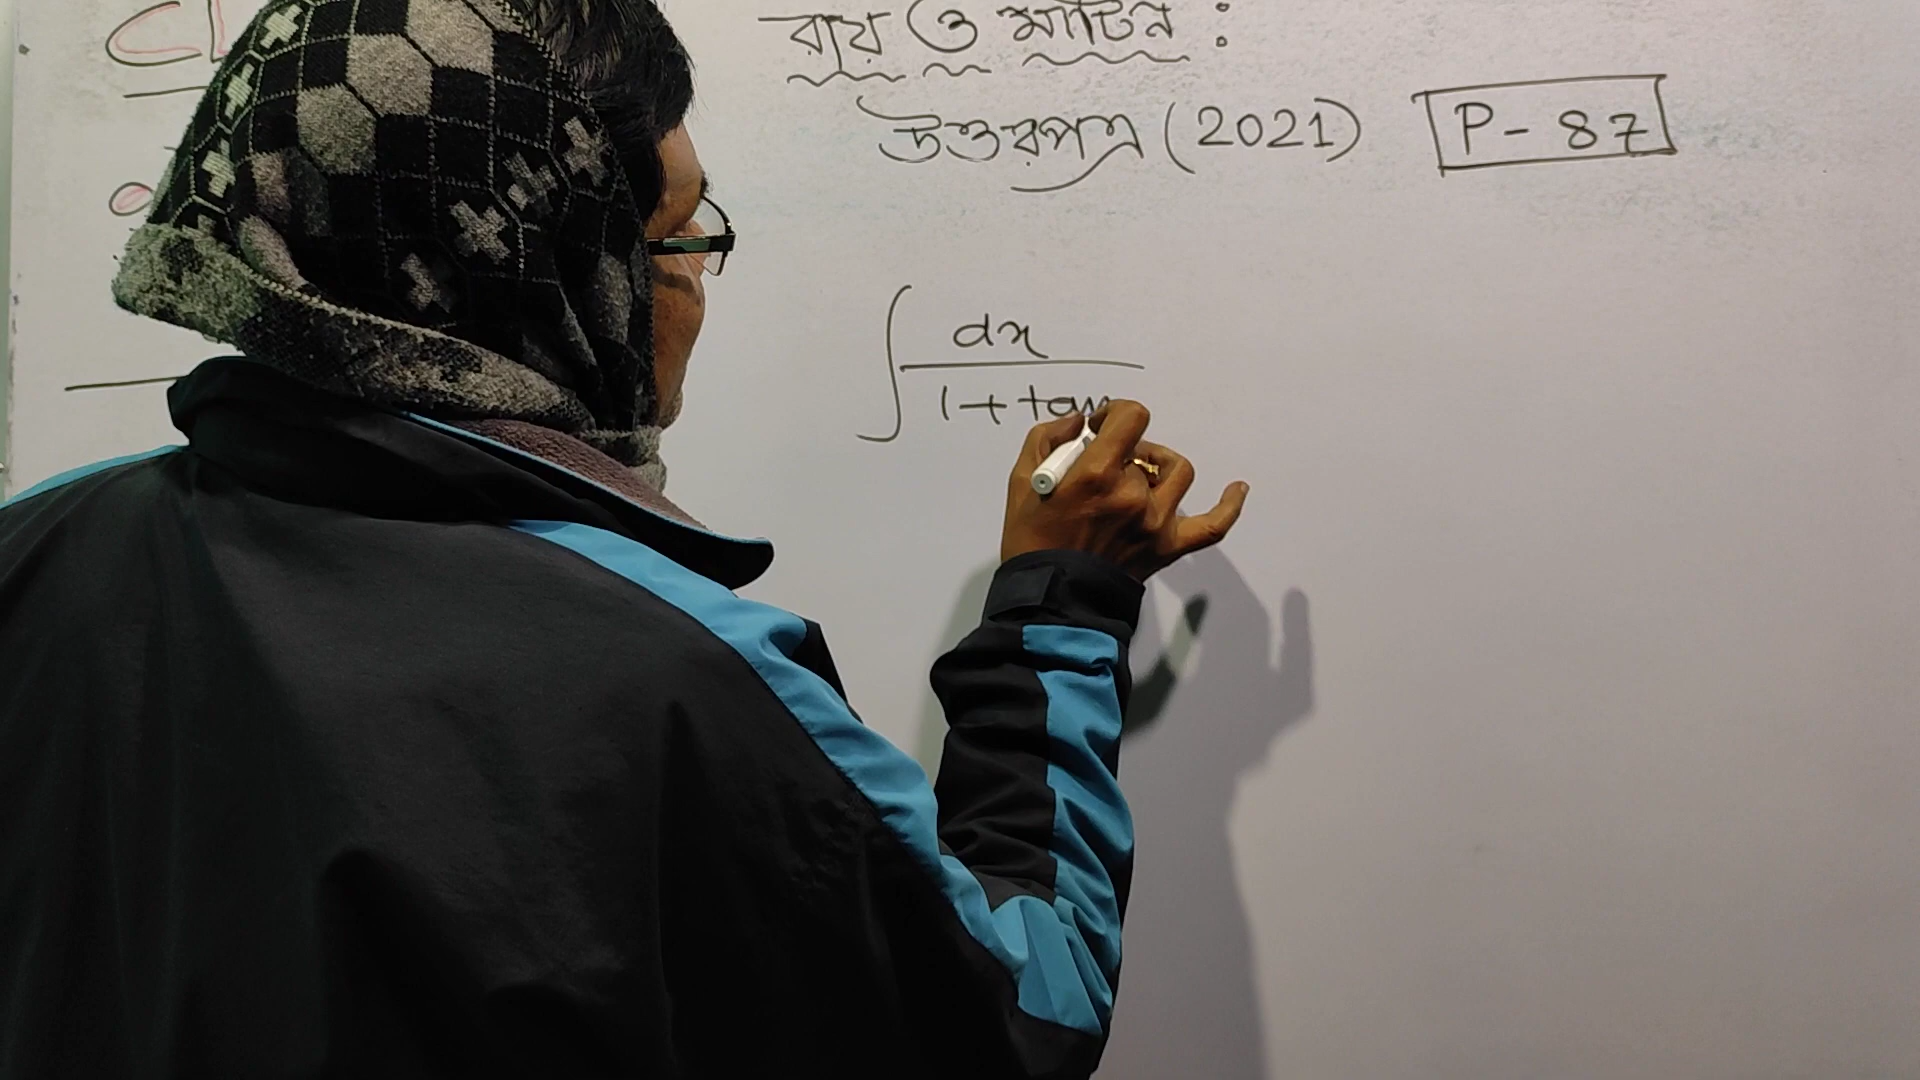 রায় ও মার্টিন :
উত্তরপত্র (2021) P-87
∫ dx
1 + tan